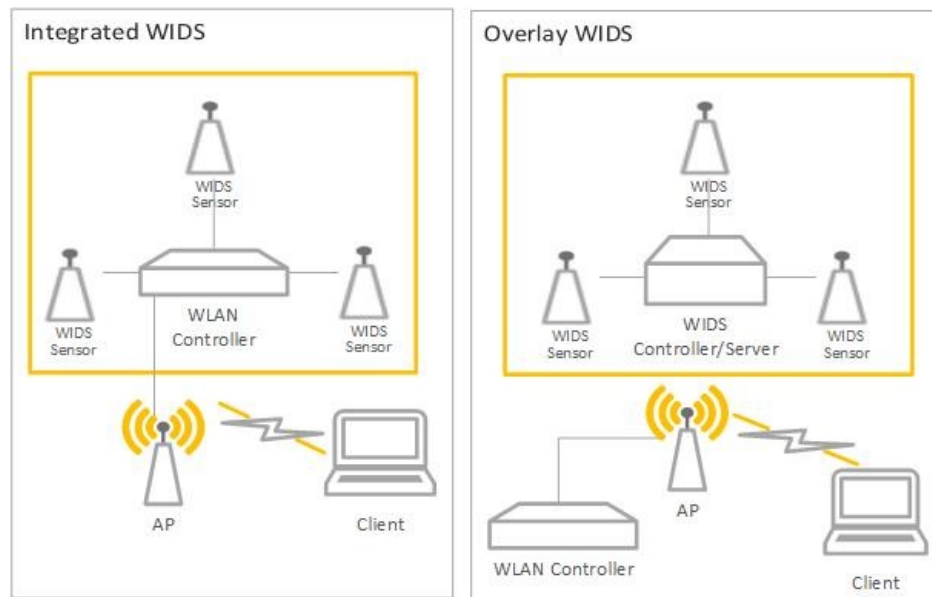 Integrated WIDS
WIDS
Sensor
WIDS
Sensor
WLAN
Controller
WIDS
Sensor
AP
Client
Overlay WIDS
WIDS
Sensor
WIDS
Sensor
WIDS
Controller/Server
WIDS
Sensor
AP
WLAN Controller
Client